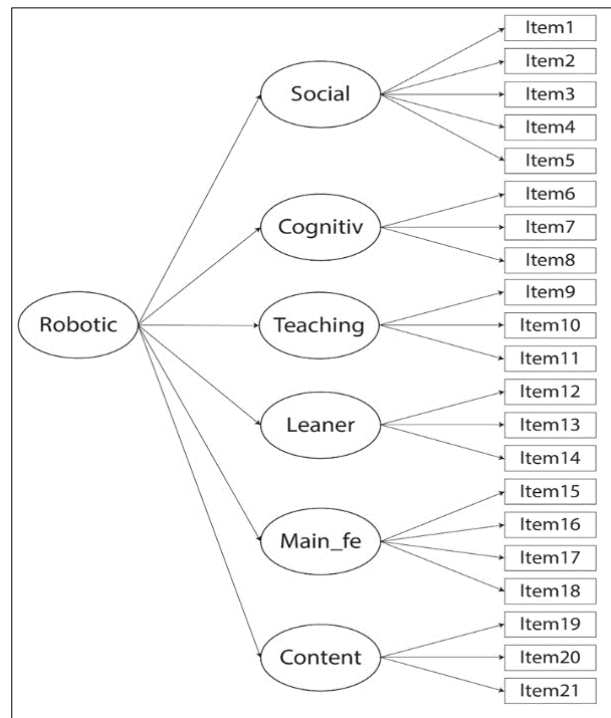 Robotic
Social
Cognitiv
Teaching
Leaner
Main_fe
Content
Item1
Item2
Item3
Item4
Item5
Item6
Item7
Item8
Item9
Item10
Item11
Item12
Item13
Item14
Item15
Item16
Item17
Item18
Item19
Item20
Item21